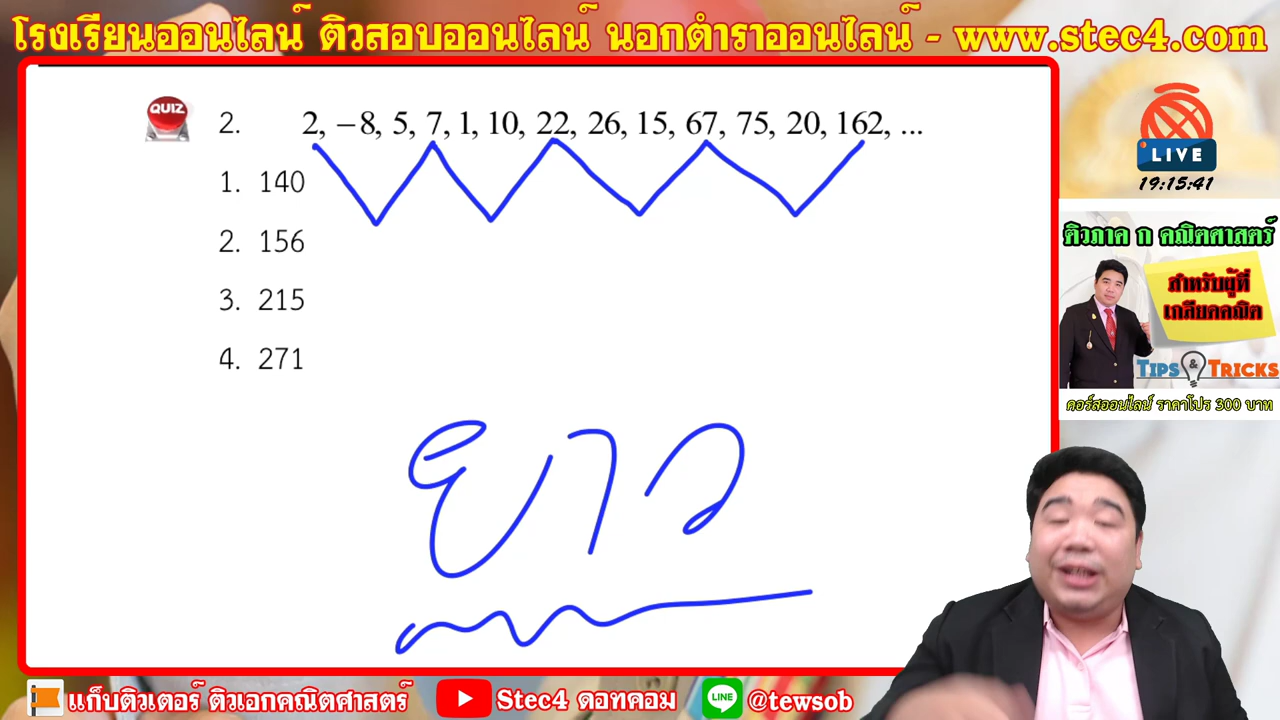 โรงเรียนออนไลน์ ติวสอบออนไลน์ นอกตำราออนไลน์ - www.stec4.com
QUIZ
2. 2, −8, 5, 7, 1, 10, 22, 26, 15, 67, 75, 20, 162, ...
1. 140
2. 156
3. 215
4. 271
ยาว
LIVE
19:15:41
ติวภาค ก คณิตศาสตร์
สำหรับผู้ที่
เกลียดคณิต
TIPS & TRICKS
คอร์สออนไลน์ ราคาโปร 300 บาท
แก็บติวเตอร์ ติวเอกคณิตศาสตร์
Stec4 ดอทคอม
LINE
@tewsob